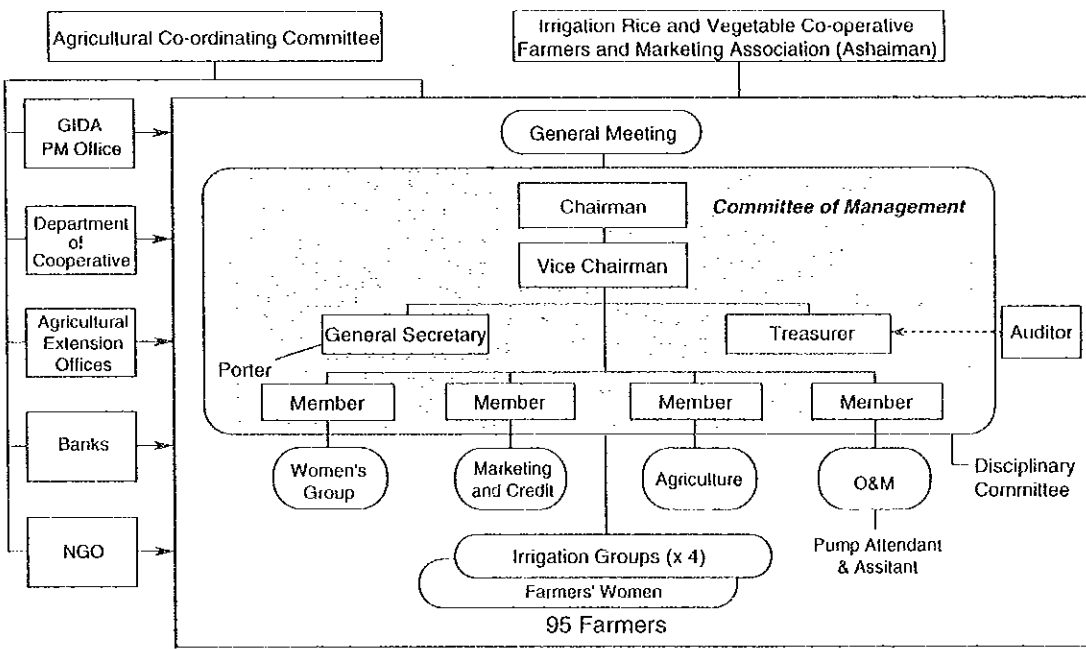 Agricultural Co-ordinating Committee
Irrigation Rice and Vegetable Co-operative
Farmers and Marketing Association (Ashaiman)
GIDA
PM Office
Department
of
Cooperative
Agricultural
Extension
Offices
Banks
NGO
General Meeting
Chairman
Committee of Management
Vice Chairman
General Secretary
Treasurer
Auditor
Porter
Member
Member
Member
Member
Women's
Group
Marketing
and Credit
Agriculture
O&M
Disciplinary
Committee
Pump Attendant
& Assitant
Irrigation Groups (x 4)
Farmers' Women
95 Farmers